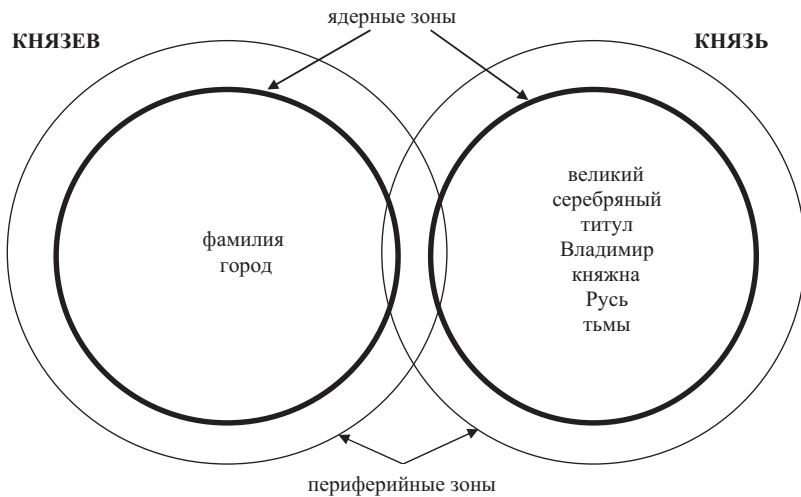 ядерные зоны
КНЯЗЕВ
КНЯЗЬ
фамилия
город
великий
серебряный
титул
Владимир
княжна
Русь
тьмы
периферийные зоны